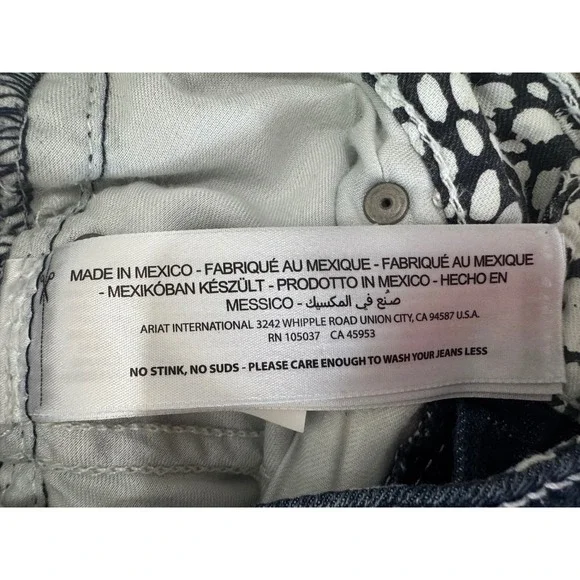 MADE IN MEXICO - FABRIQUÉ AU MEXIQUE - FABRIQUÉ AU MEXIQUE
- MEXIKÓBAN KÉSZÜLT - PRODOTTO IN MEXICO - HECHO EN
MESSICO - صنع في المكسيك
ARIAT INTERNATIONAL 3242 WHIPPLE ROAD UNION CITY, CA 94587 U.S.A.
RN 105037 CA 45953
NO STINK, NO SUDS - PLEASE CARE ENOUGH TO WASH YOUR JEANS LESS